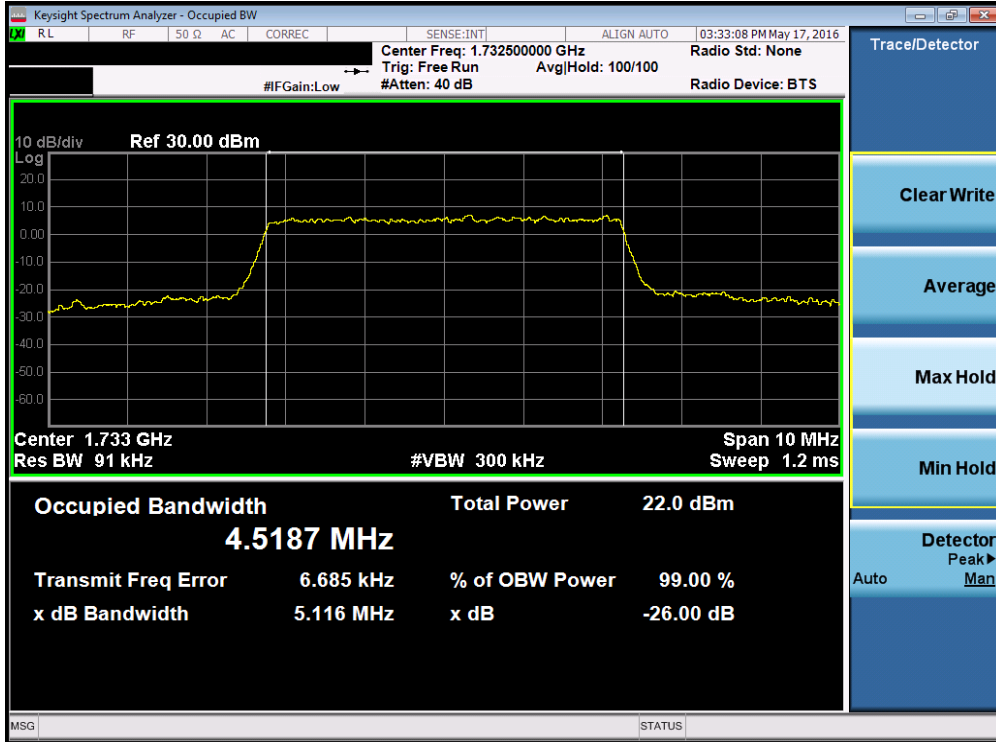 Keysight Spectrum Analyzer - Occupied BW
LXI RL RF 50 Ω AC CORREC SENSE:INT ALIGN AUTO 03:33:08 PM May 17, 2016
Center Freq: 1.732500000 GHz Radio Std: None
Trig: Free Run Avg|Hold: 100/100
#IFGain:Low #Atten: 40 dB Radio Device: BTS
10 dB/div Ref 30.00 dBm
Log
20.0
10.0
0.00
-10.0
-20.0
-30.0
-40.0
-50.0
-60.0
Center 1.733 GHz Span 10 MHz
Res BW 91 kHz #VBW 300 kHz Sweep 1.2 ms
Occupied Bandwidth Total Power 22.0 dBm
4.5187 MHz
Transmit Freq Error 6.685 kHz % of OBW Power 99.00 %
x dB Bandwidth 5.116 MHz x dB -26.00 dB
MSG STATUS
Trace/Detector
Clear Write
Average
Max Hold
Min Hold
Detector
Peak▶
Auto Man